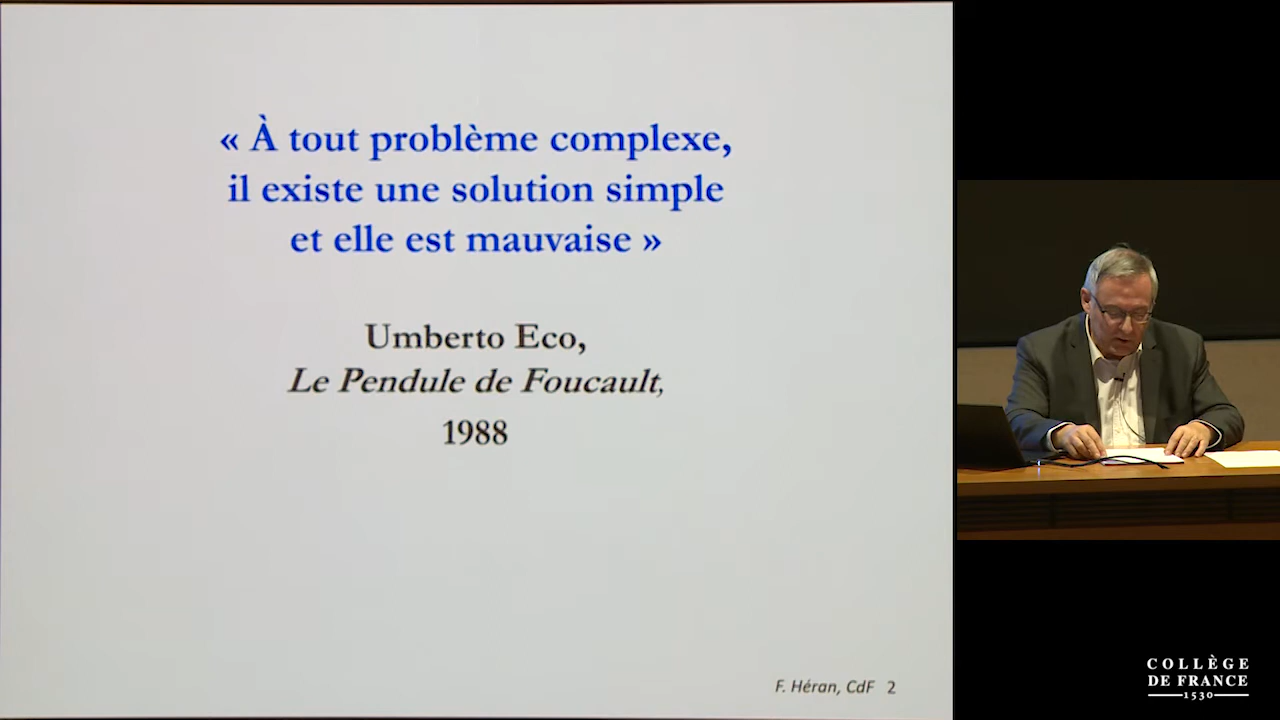 « À tout problème complexe,
il existe une solution simple
et elle est mauvaise »
Umberto Eco,
Le Pendule de Foucault,
1988
F. Héran, CdF 2
COLLÈGE
DE FRANCE
1530